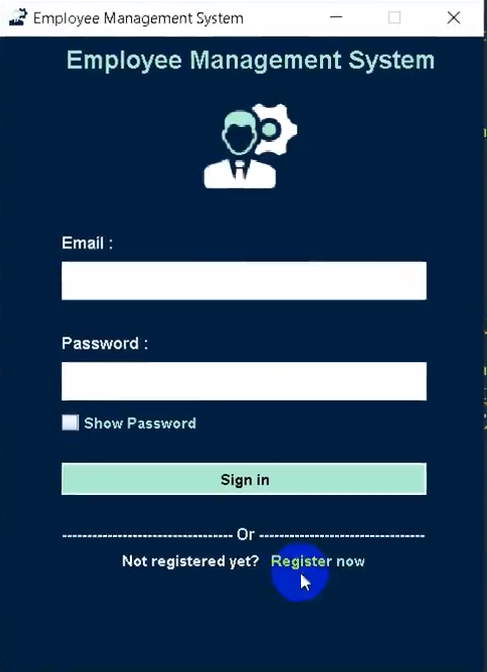 Employee Management System
Employee Management System
Email :
Password :
Show Password
Sign in
---------------------------------- Or ---------------------------------
Not registered yet? Register now